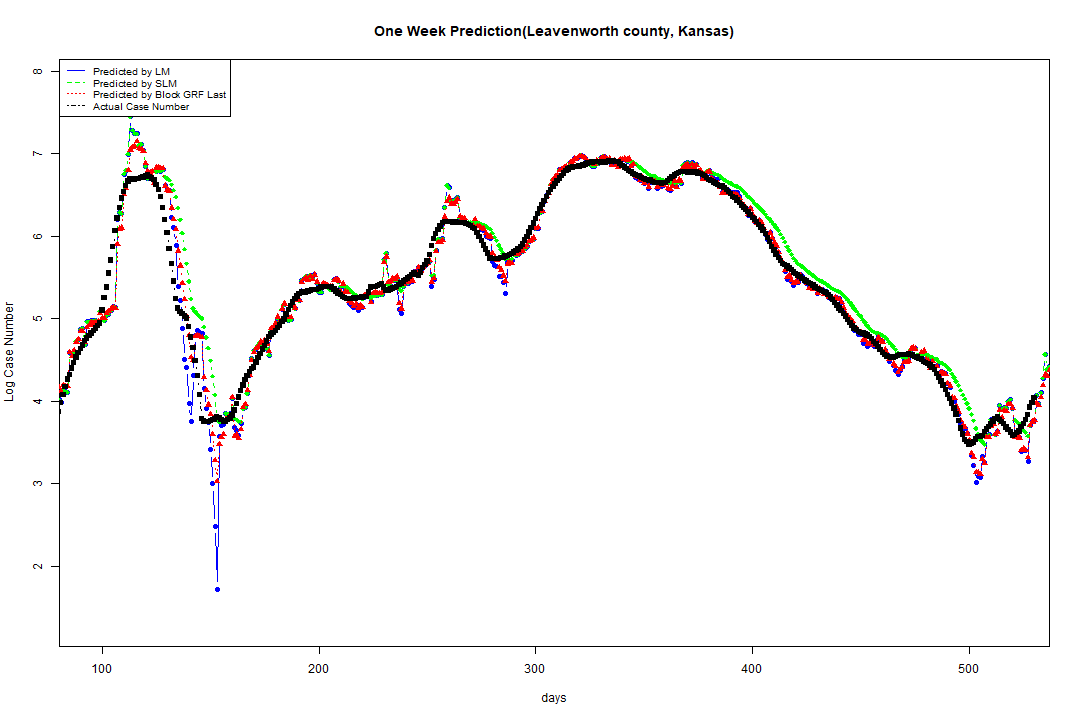 One Week Prediction(Leavenworth county, Kansas)
Predicted by LM
Predicted by SLM
Predicted by Block GRF Last
Actual Case Number
8
7
6
5
4
3
2
Log Case Number
100 200 300 400 500
days